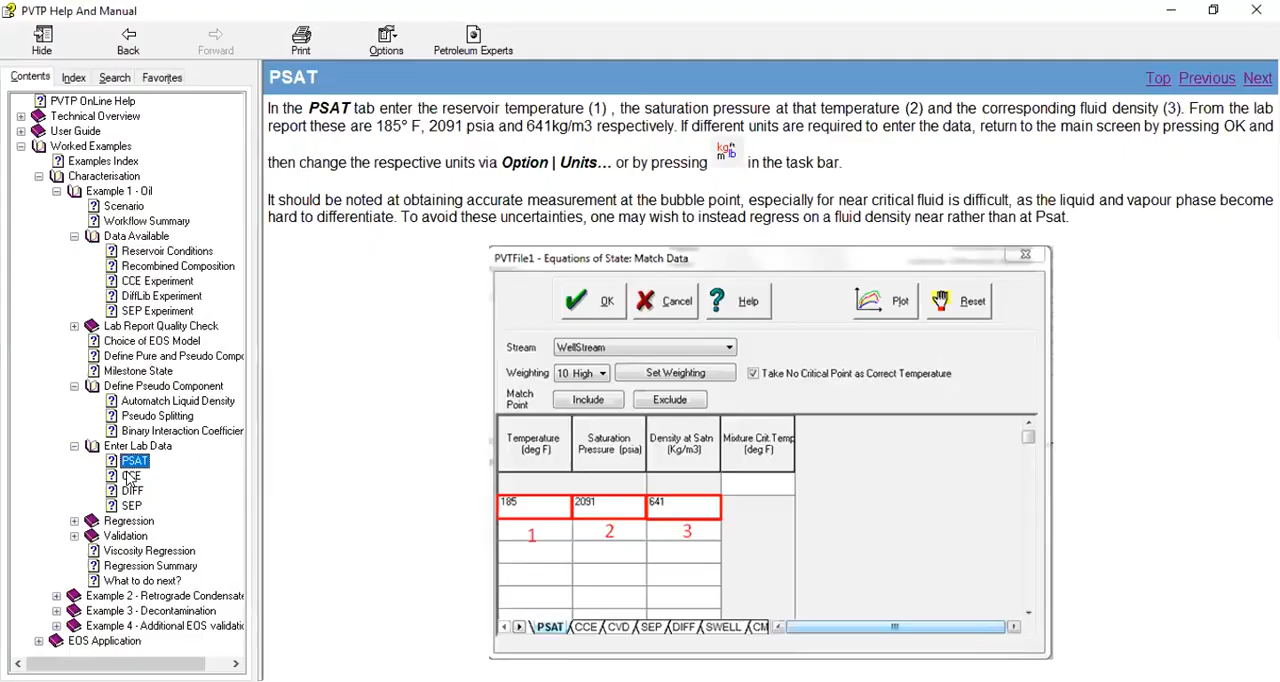 PVTP Help And Manual
Hide
Back
Forward
Print
Options
Petroleum Experts
Contents
Index
Search
Favorites
PVTP OnLine Help
Technical Overview
User Guide
Worked Examples
Examples Index
Characterisation
Example 1 - Oil
Scenario
Workflow Summary
Data Available
Reservoir Conditions
Recombined Composition
CCE Experiment
DiffLib Experiment
SEP Experiment
Lab Report Quality Check
Choice of EOS Model
Define Pure and Pseudo Compo
Milestone State
Define Pseudo Component
Automatch Liquid Density
Pseudo Splitting
Binary Interaction Coefficien
Enter Lab Data
PSAT
CCE
DIFF
SEP
Regression
Validation
Viscosity Regression
Regression Summary
What to do next?
Example 2 - Retrograde Condensate
Example 3 - Decontamination
Example 4 - Additional EOS validatio
EOS Application
PSAT
Top Previous Next
In the PSAT tab enter the reservoir temperature (1) , the saturation pressure at that temperature (2) and the corresponding fluid density (3). From the lab
report these are 185° F, 2091 psia and 641kg/m3 respectively. If different units are required to enter the data, return to the main screen by pressing OK and
then change the respective units via Option | Units... or by pressing kg ft m lb in the task bar.
It should be noted at obtaining accurate measurement at the bubble point, especially for near critical fluid is difficult, as the liquid and vapour phase become
hard to differentiate. To avoid these uncertainties, one may wish to instead regress on a fluid density near rather than at Psat.
PVTFile1 - Equations of State: Match Data
OK
Cancel
Help
Plot
Reset
Stream WellStream
Weighting 10 High Set Weighting Take No Critical Point as Correct Temperature
Match
Point
Include Exclude
Temperature
(deg F)
Saturation
Pressure (psia)
Density at Satn
(Kg/m3)
Mixture Crit.Temp
(deg F)
185 2091 641
1 2 3
PSAT CCE CVD SEP DIFF SWELL CM